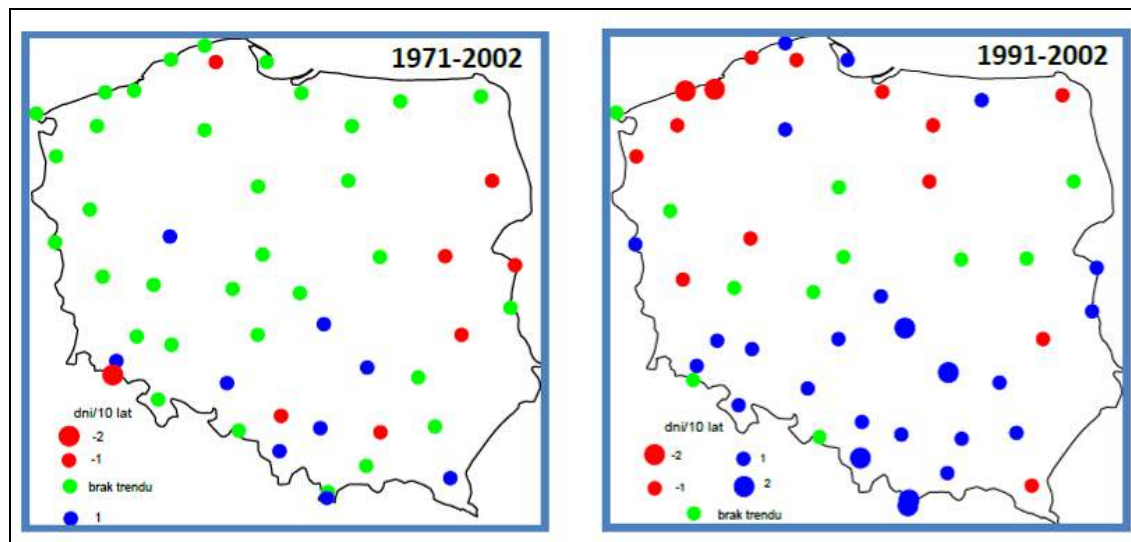 1971-2002
dni/10 lat
-2
-1
brak trendu
1
1991-2002
dni/10 lat
-2 1
-1 2
brak trendu